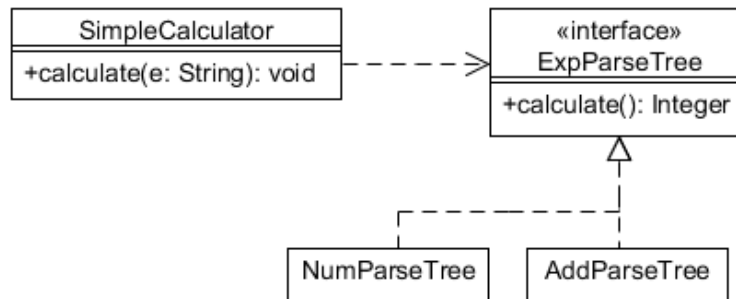 SimpleCalculator
+calculate(e: String): void
«interface»
ExpParseTree
+calculate(): Integer
NumParseTree
AddParseTree